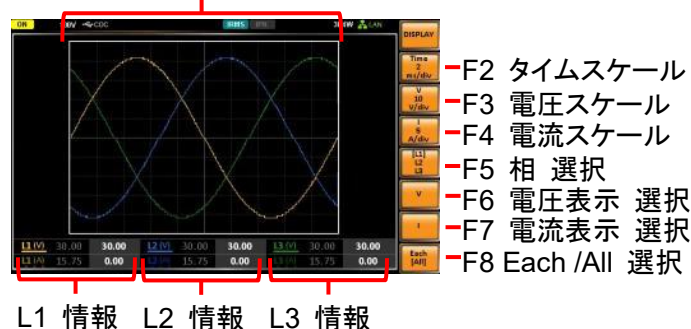 ON CDC RMS LAN
DISPLAY
Time
2
ms/div
F2 タイムスケール
V
10
V/div
F3 電圧スケール
I
5
A/div
F4 電流スケール
[L1]
L2
L3
F5 相 選択
V
F6 電圧表示 選択
I
F7 電流表示 選択
Each
[All]
F8 Each /All 選択
L1 (V) 30.00 30.00 L2 (V) 30.00 30.00 L3 (V) 30.00 30.00
L1 (A) 15.75 0.00 L2 (A) 15.75 0.00 L3 (A) 15.75 0.00
L1 情報 L2 情報 L3 情報